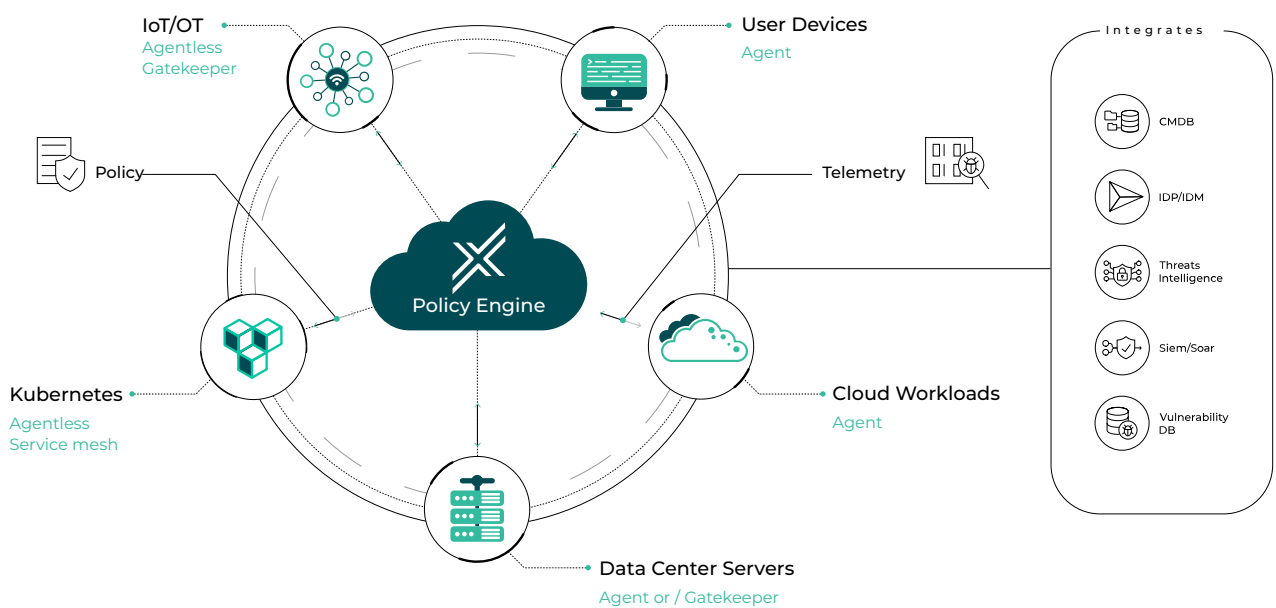 IoT/OT
Agentless
Gatekeeper
User Devices
Agent
Integrates
Policy
Telemetry
CMDB
IDP/IDM
Threats
Intelligence
Policy Engine
Siem/Soar
Kubernetes
Agentless
Service mesh
Cloud Workloads
Agent
Vulnerability
DB
Data Center Servers
Agent or / Gatekeeper